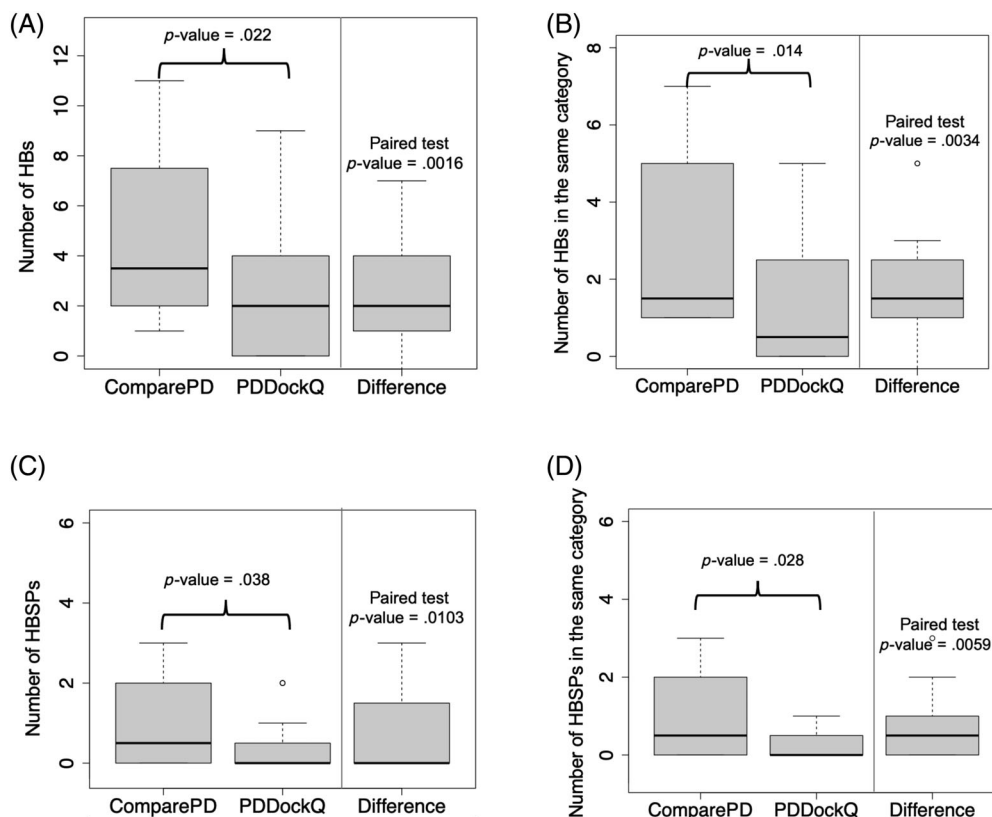 (A)
p-value = .022
Number of HBs
12
10
8
6
4
2
0
Paired test
p-value = .0016
ComparePD PDDockQ Difference
(B)
p-value = .014
Number of HBs in the same category
8
6
4
2
0
Paired test
p-value = .0034
ComparePD PDDockQ Difference
(C)
p-value = .038
Number of HBSPs
6
4
2
0
Paired test
p-value = .0103
ComparePD PDDockQ Difference
(D)
p-value = .028
Number of HBSPs in the same category
6
4
2
0
Paired test
p-value = .0059
ComparePD PDDockQ Difference